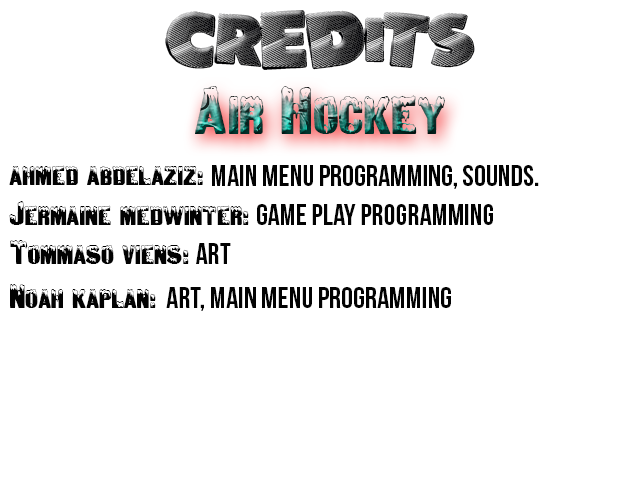 CREDITS
Air Hockey
Ahmed Abdelaziz: MAIN MENU PROGRAMMING, SOUNDS.
Jermaine Medwinter: GAME PLAY PROGRAMMING
Tommaso Viens: ART
Noah Kaplan: ART, MAIN MENU PROGRAMMING